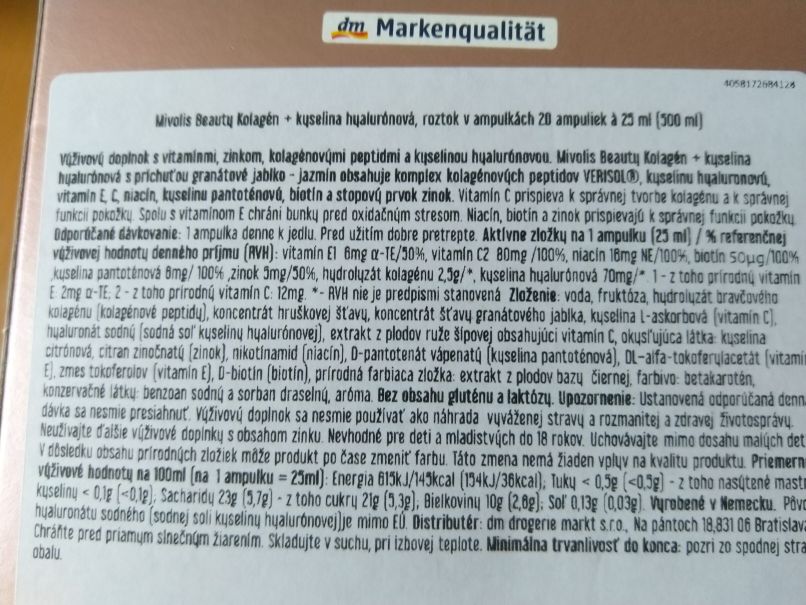 dm Markenqualität
4058172684128
Mivolis Beauty Kolagén + kyselina hyalurónová, roztok v ampulkách 20 ampuliek à 25 ml (500 ml)
Výživový doplnok s vitamínmi, zinkom, kolagénovými peptidmi a kyselinou hyalurónovou. Mivolis Beauty Kolagén + kyselina
hyalurónová s príchuťou granátové jablko - jazmín obsahuje komplex kolagénových peptidov VERISOL®, kyselinu hyaluronovú,
vitamín E, C, niacín, kyselinu pantoténovú, biotín a stopový prvok zinok. Vitamín C prispieva k správnej tvorbe kolagénu a k správnej
funkcii pokožky. Spolu s vitamínom E chráni bunky pred oxidačným stresom. Niacín, biotín a zinok prispievajú k správnej funkcii pokožky.
Odporúčané dávkovanie: 1 ampulka denne k jedlu. Pred užitím dobre pretrepte. Aktívne zložky na 1 ampulku (25 ml) / % referenčnej
výživovej hodnoty denného príjmu (RVH): vitamín E1 6mg α-TE/50%, vitamín C2 80mg /100%, niacín 16mg NE/100%, biotín 50µg/100%
,kyselina pantoténová 6mg/ 100% ,zinok 5mg/50%, hydrolyzát kolagénu 2,5g/*, kyselina hyalurónová 70mg/*. 1 - z toho prírodný vitamín
E: 2mg α-TE; 2 - z toho prírodný vitamín C: 12mg. *- RVH nie je predpismi stanovená Zloženie: voda, fruktóza, hydrolyzát bravčového
kolagénu (kolagénové peptidy), koncentrát hruškovej šťavy, koncentrát šťavy granátového jablka, kyselina L-askorbová (vitamín C),
hyaluronát sodný (sodná soľ kyseliny hyalurónovej), extrakt z plodov ruže šípovej obsahujúci vitamín C, okysľujúca látka: kyselina
citrónová, citran zinočnatý (zinok), nikotínamid (niacín), D-pantotenát vápenatý (kyselina pantoténová), DL-alfa-tokoferylacetát (vitamín
E), zmes tokoferolov (vitamín E), D-biotín (biotín), prírodná farbiaca zložka: extrakt z plodov bazy čiernej, farbivo: betakarotén,
konzervačné látky: benzoan sodný a sorban draselný, aróma. Bez obsahu gluténu a laktózy. Upozornenie: Ustanovená odporúčaná denn
dávka sa nesmie presiahnuť. Výživový doplnok sa nesmie používať ako náhrada vyváženej stravy a rozmanitej a zdravej životosprávy.
Neužívajte ďalšie výživové doplnky s obsahom zinku. Nevhodné pre deti a mladistvých do 18 rokov. Uchovávajte mimo dosahu malých det
V dôsledku obsahu prírodných zložiek môže produkt po čase zmeniť farbu. Táto zmena nemá žiaden vplyv na kvalitu produktu. Priemern
výživové hodnoty na 100ml (na 1 ampulku = 25ml): Energia 615kJ/145kcal (154kJ/36kcal), Tuky < 0,5g (<0,5g) - z toho nasýtené mastn
kyseliny < 0,1g (<0,1g); Sacharidy 23g (5,7g) - z toho cukry 21g (5,3g); Bielkoviny 10g (2,6g); Soľ 0,13g (0,03g). Vyrobené v Nemecku. Pôvo
hyaluronátu sodného (sodnej soli kyseliny hyalurónovej)je mimo EÚ. Distribútér: dm drogerie markt s.r.o., Na pántoch 18,831 06 Bratislava
Chráňte pred priamym slnečným žiarením. Skladujte v suchu, pri izbovej teplote. Minimálna trvanlivosť do konca: pozri zo spodnej stra
obalu.